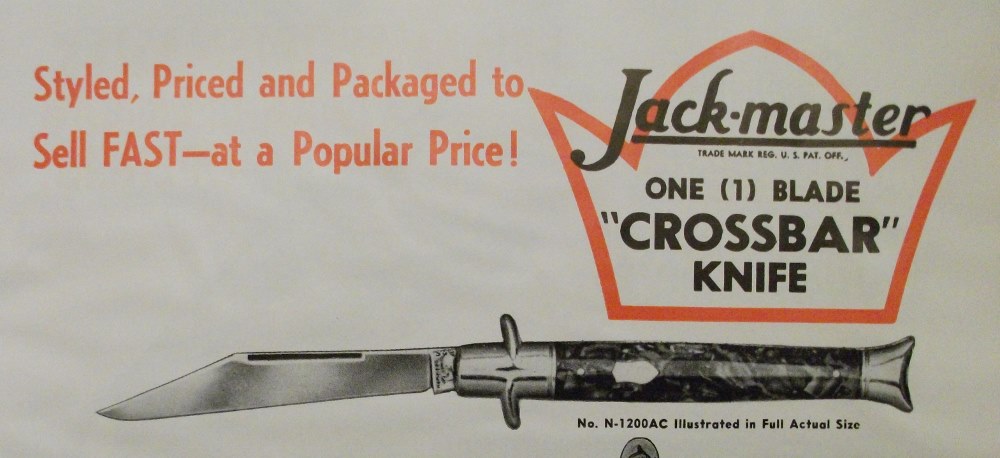 Styled, Priced and Packaged to
Sell FAST—at a Popular Price!
Jack-master
TRADE MARK REG. U. S. PAT. OFF.
ONE (1) BLADE
"CROSSBAR"
KNIFE
No. N-1200AC Illustrated in Full Actual Size